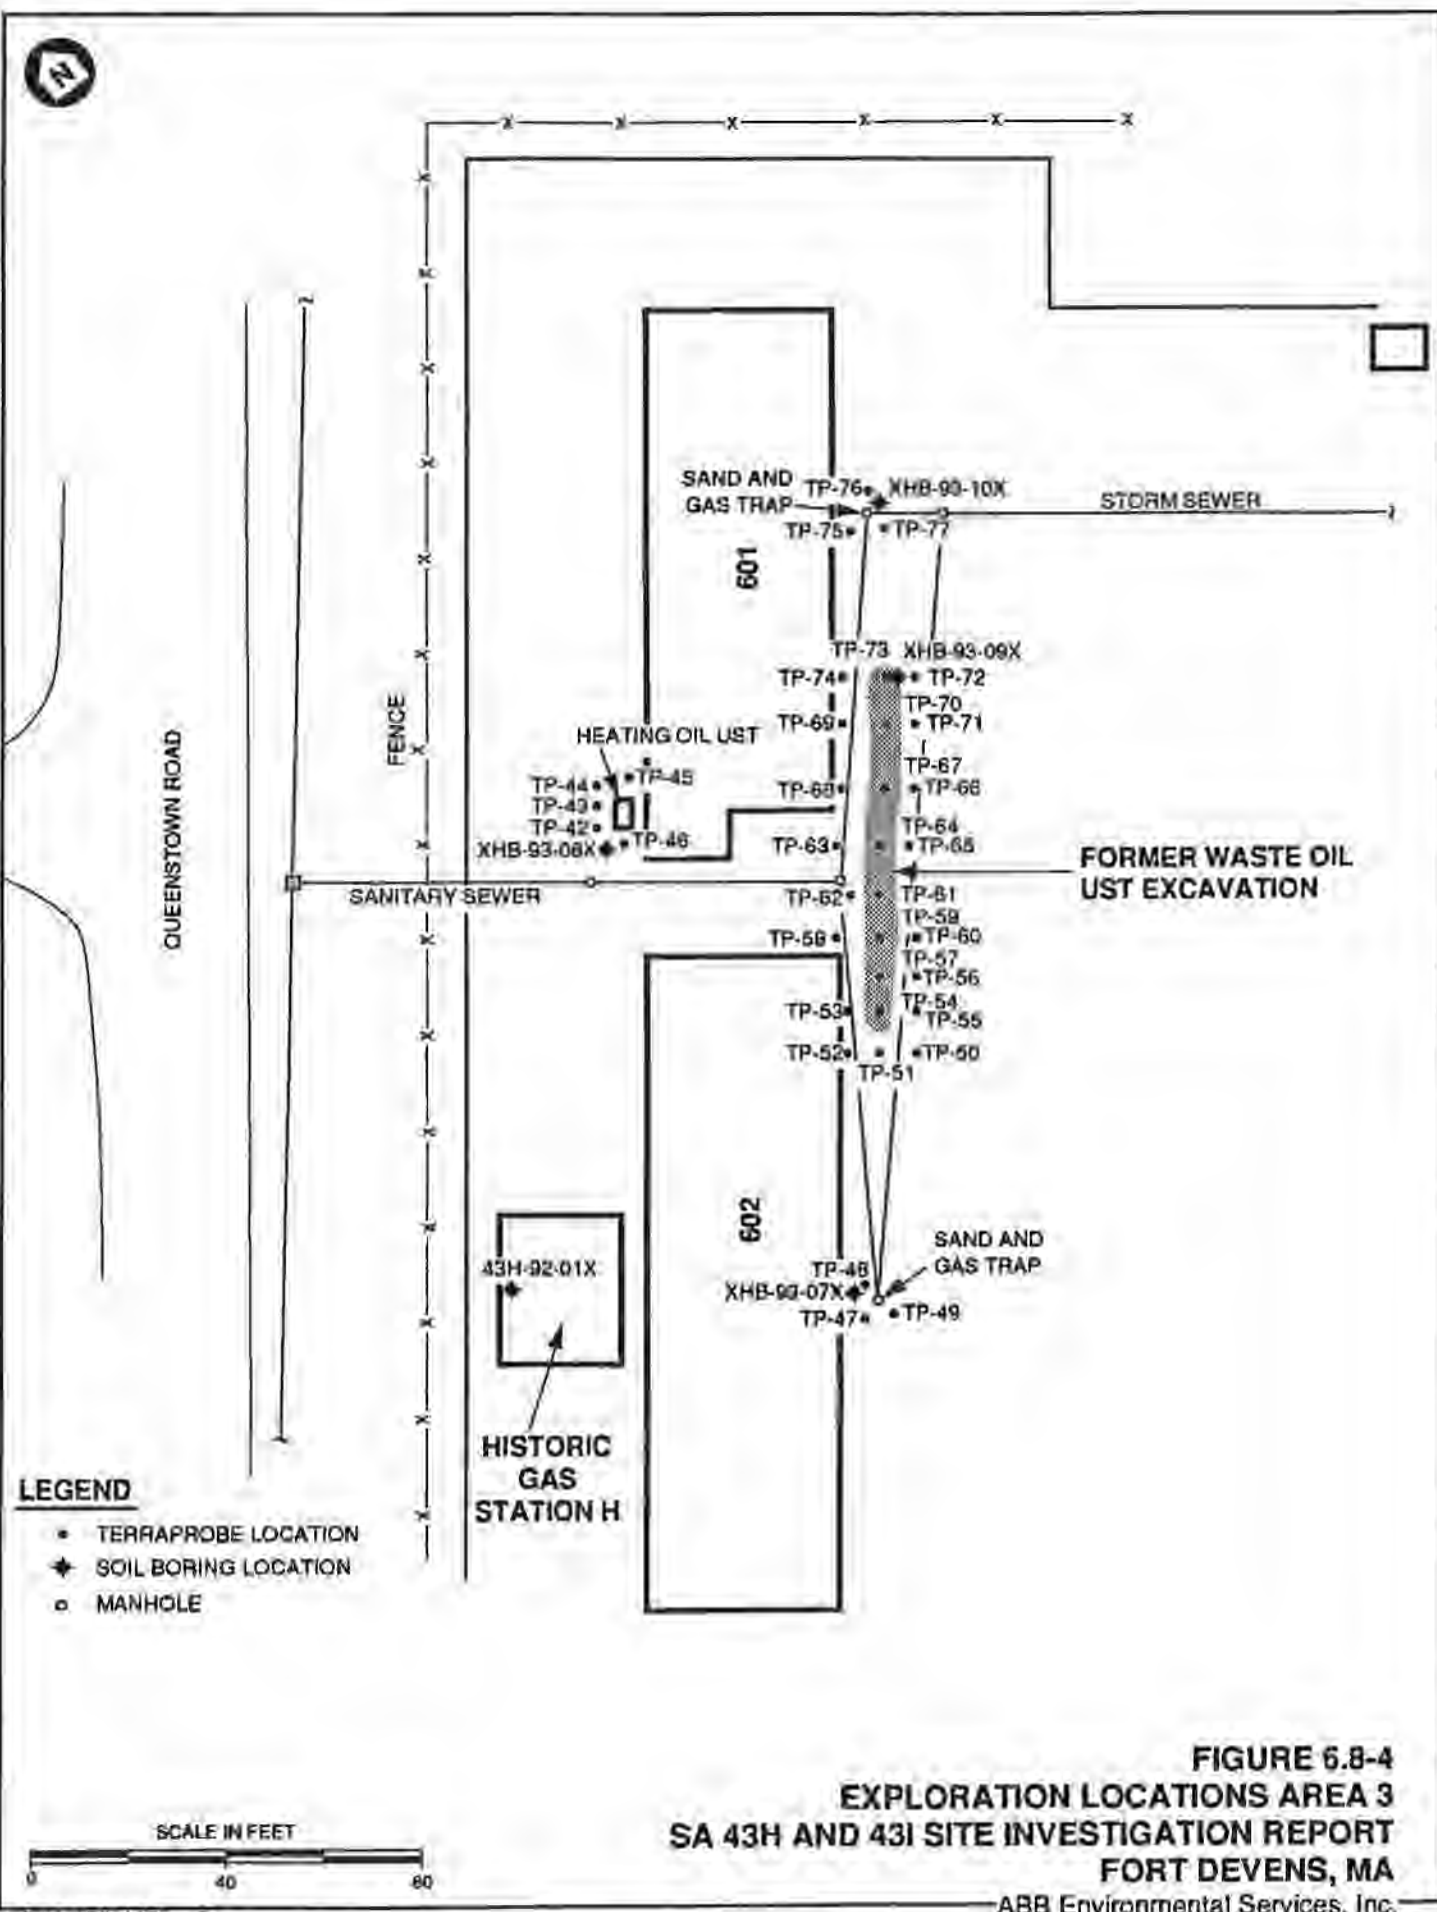 N
SAND AND
GAS TRAP
TP-76
XHB-93-10X
STORM SEWER
TP-75
TP-77
601
TP-73
XHB-93-09X
TP-74
TP-72
TP-70
TP-69
TP-71
FENCE
HEATING OIL UST
QUEENSTOWN ROAD
TP-67
TP-44
TP-45
TP-68
TP-66
TP-43
TP-42
TP-64
XHB-93-08X
TP-46
TP-63
TP-65
FORMER WASTE OIL
UST EXCAVATION
SANITARY SEWER
TP-62
TP-61
TP-59
TP-58
TP-60
TP-57
TP-56
TP-54
TP-53
TP-55
TP-52
TP-50
TP-51
602
SAND AND
GAS TRAP
43H-92-01X
TP-48
XHB-93-07X
TP-47
TP-49
HISTORIC
GAS
STATION H
LEGEND
TERRAPROBE LOCATION
SOIL BORING LOCATION
MANHOLE
SCALE IN FEET
0 40 80
FIGURE 6.8-4
EXPLORATION LOCATIONS AREA 3
SA 43H AND 43I SITE INVESTIGATION REPORT
FORT DEVENS, MA
ABB Environmental Services, Inc.